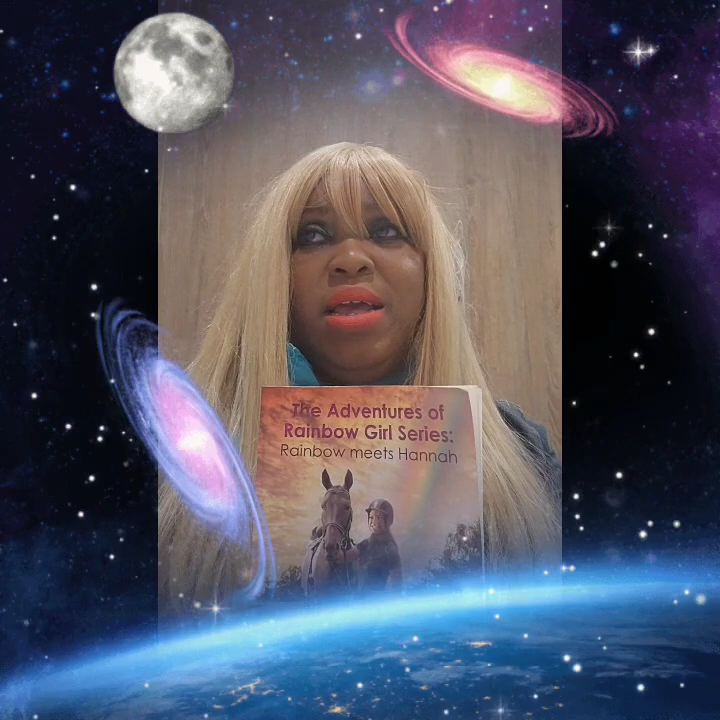 The Adventures of
Rainbow Girl Series:
Rainbow meets Hannah